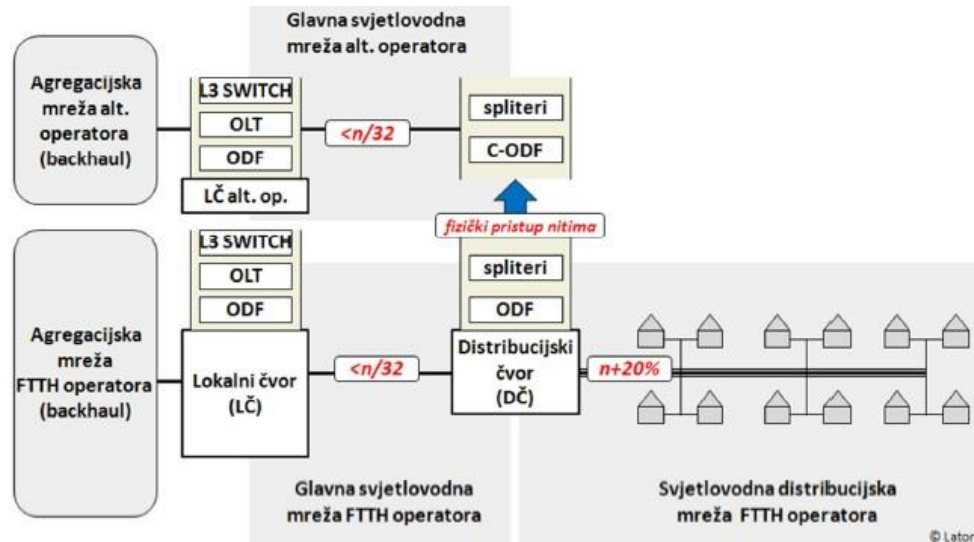 Glavna svjetlovodna
mreža alt. operatora
Agregacijska
mreža alt.
operatora
(backhaul)
L3 SWITCH
OLT
ODF
LČ alt. op.
<n/32
spliteri
C-ODF
fizički pristup nitima
L3 SWITCH
OLT
ODF
spliteri
ODF
Agregacijska
mreža
FTTH operatora
(backhaul)
Lokalni čvor
(LČ)
<n/32
Distribucijski
čvor
(DČ)
n+20%
Glavna svjetlovodna
mreža FTTH operatora
Svjetlovodna distribucijska
mreža FTTH operatora
© Lator